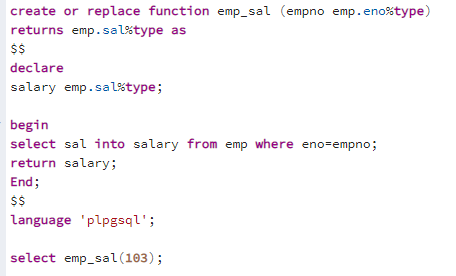 create or replace function emp_sal (empno emp.eno%type)
returns emp.sal%type as
$$
declare
salary emp.sal%type;
begin
select sal into salary from emp where eno=empno;
return salary;
End;
$$
language 'plpgsql';
select emp_sal(103);